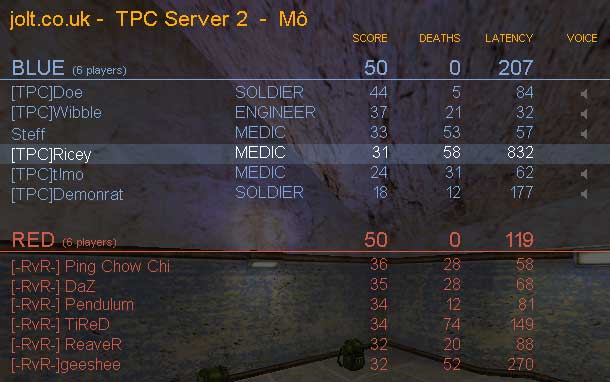 jolt.co.uk - TPC Server 2 - Mô
SCORE DEATHS LATENCY VOICE
BLUE (6 players) 50 0 207
[TPC]Doe SOLDIER 44 5 84
[TPC]Wibble ENGINEER 37 21 32
Steff MEDIC 33 53 57
[TPC]Ricey MEDIC 31 58 832
[TPC]tImo MEDIC 24 31 62
[TPC]Demonrat SOLDIER 18 12 177
RED (6 players) 50 0 119
[-RvR-] Ping Chow Chi 36 28 58
[-RvR-] DaZ 35 28 68
[-RvR-] Pendulum 34 12 81
[-RvR-] TiReD 34 74 149
[-RvR-] ReaveR 32 20 88
[-RvR-]geeshee 32 52 270